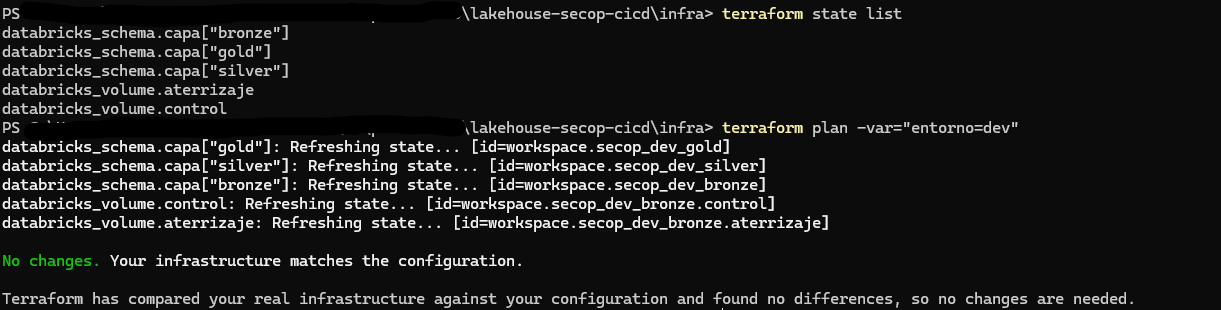 PS \lakehouse-secop-cicd\infra> terraform state list
databricks_schema.capa["bronze"]
databricks_schema.capa["gold"]
databricks_schema.capa["silver"]
databricks_volume.aterrizaje
databricks_volume.control
PS \lakehouse-secop-cicd\infra> terraform plan -var="entorno=dev"
databricks_schema.capa["gold"]: Refreshing state... [id=workspace.secop_dev_gold]
databricks_schema.capa["silver"]: Refreshing state... [id=workspace.secop_dev_silver]
databricks_schema.capa["bronze"]: Refreshing state... [id=workspace.secop_dev_bronze]
databricks_volume.control: Refreshing state... [id=workspace.secop_dev_bronze.control]
databricks_volume.aterrizaje: Refreshing state... [id=workspace.secop_dev_bronze.aterrizaje]
No changes. Your infrastructure matches the configuration.
Terraform has compared your real infrastructure against your configuration and found no differences, so no changes are needed.